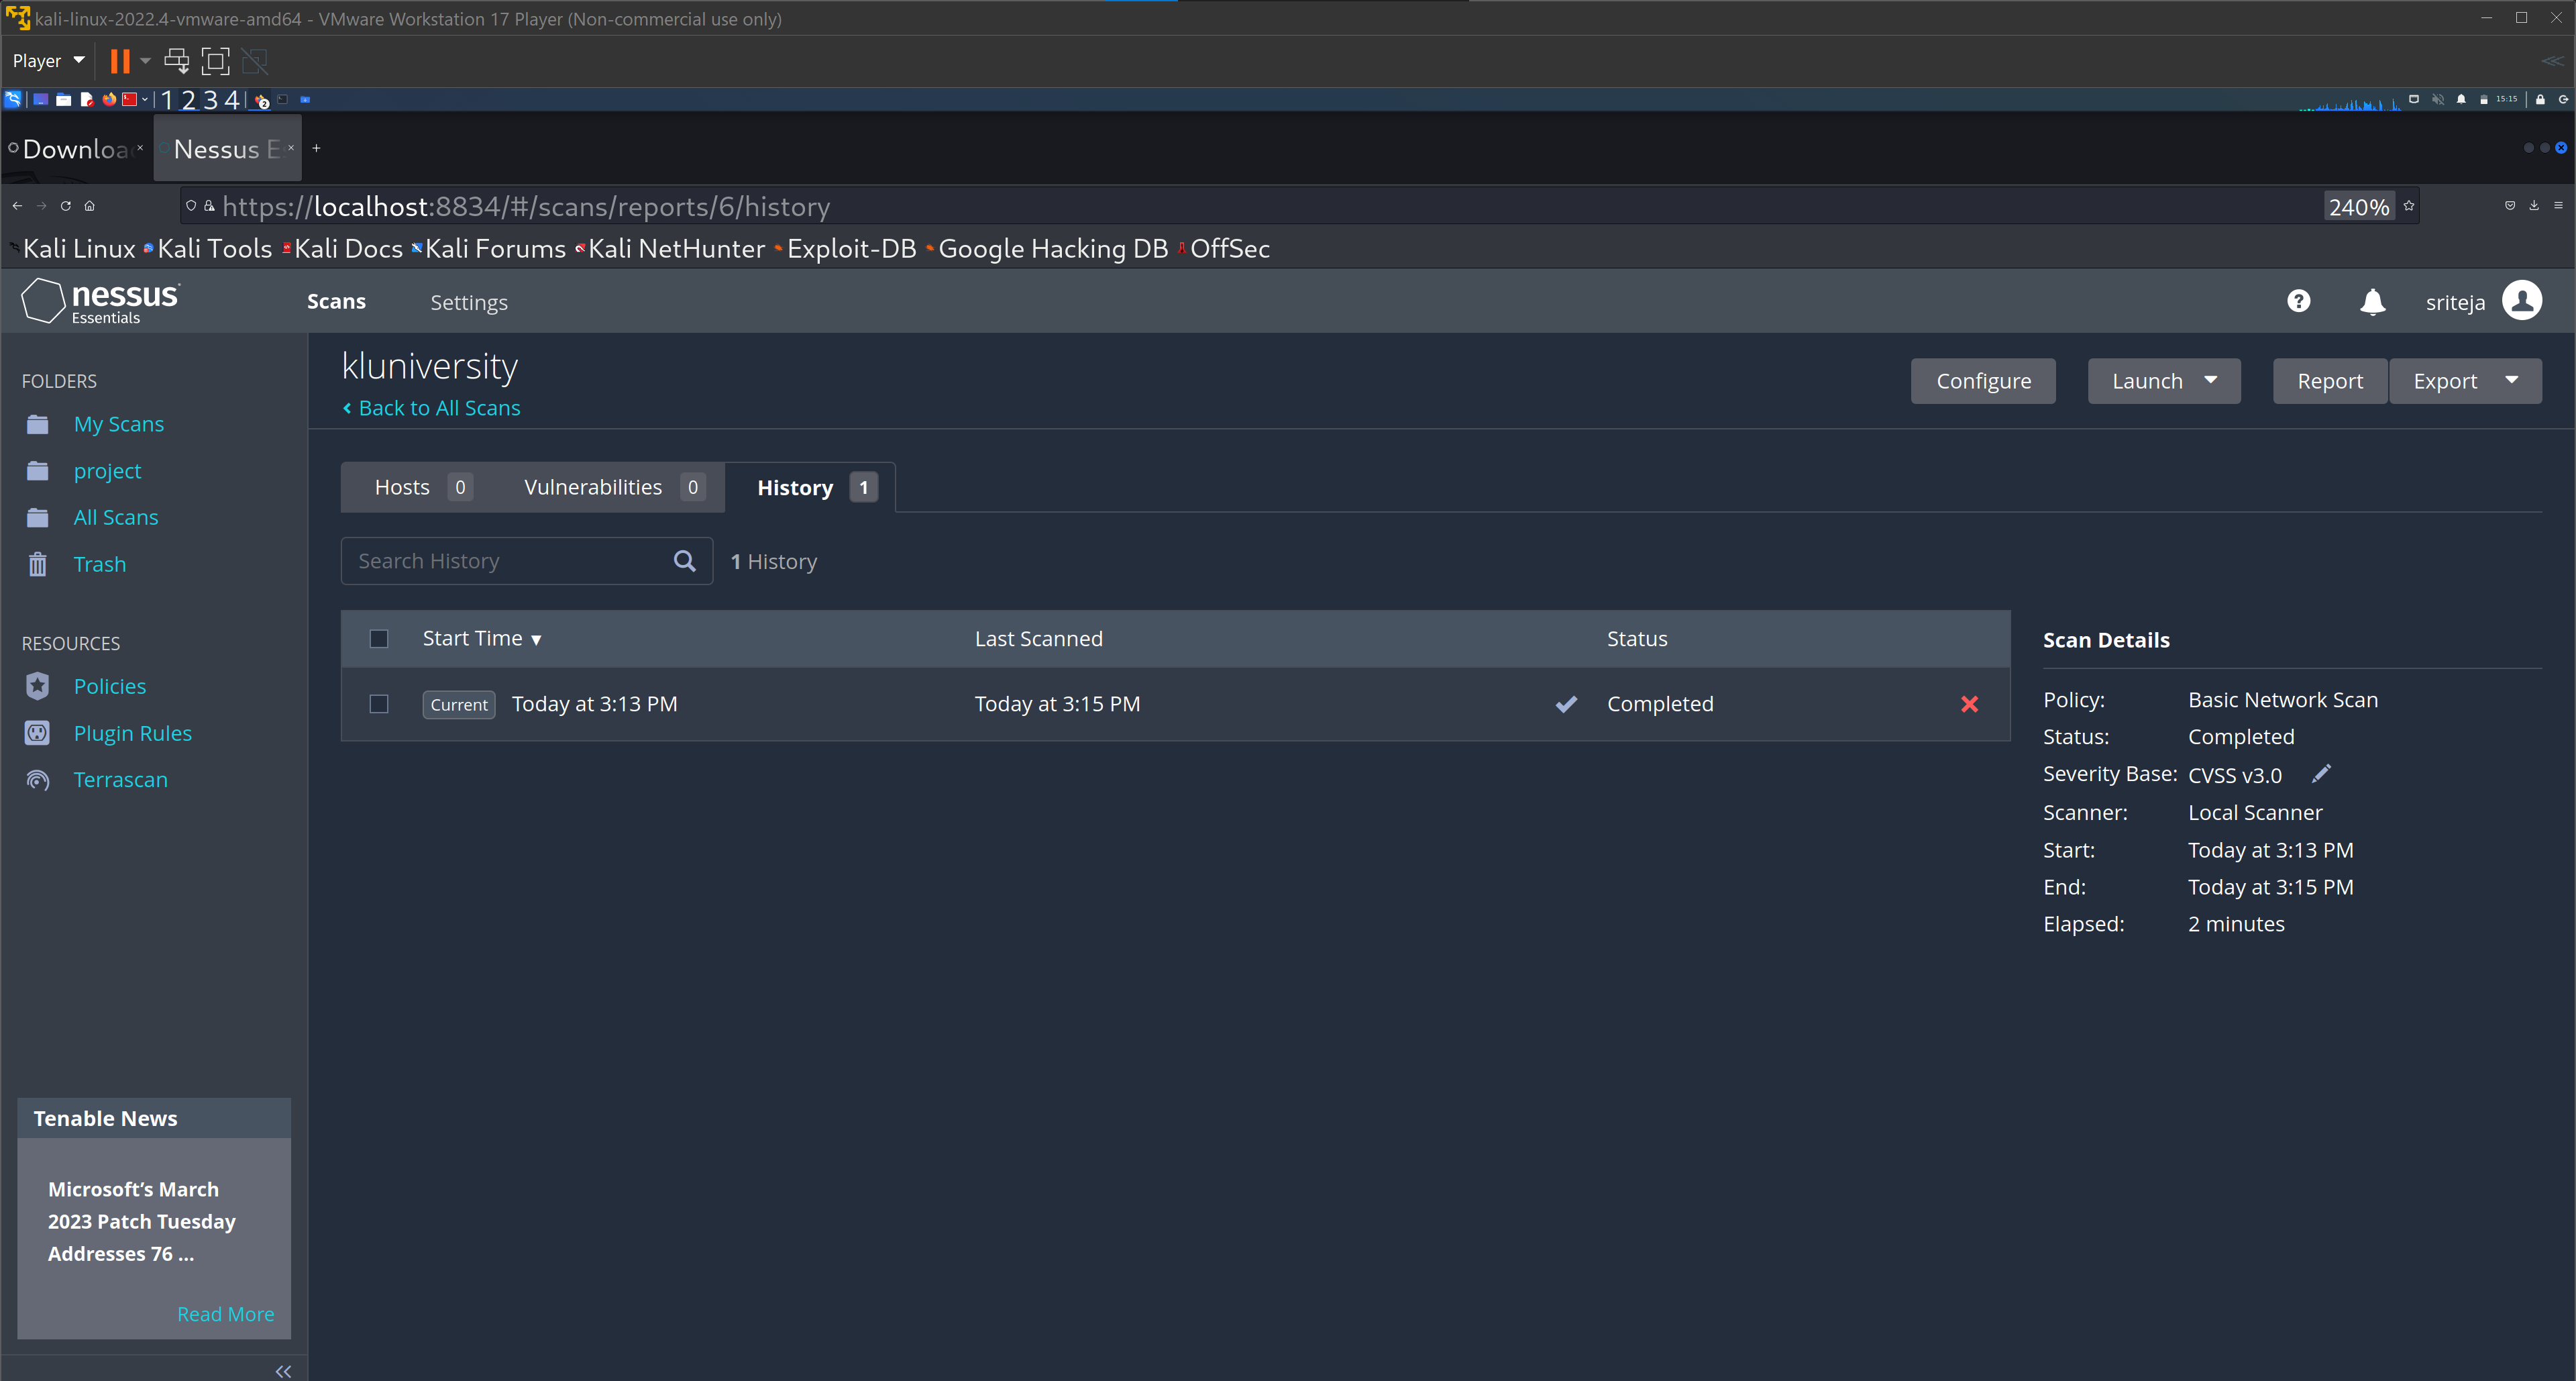 kali-linux-2022.4-vmware-amd64 - VMware Workstation 17 Player (Non-commercial use only)
Player
1 2 3 4 2 15:15
Downloa Nessus E
https://localhost:8834/#/scans/reports/6/history 240%
Kali Linux Kali Tools Kali Docs Kali Forums Kali NetHunter Exploit-DB Google Hacking DB OffSec
nessus
Essentials
Scans Settings sriteja
FOLDERS
My Scans
project
All Scans
Trash
RESOURCES
Policies
Plugin Rules
Terrascan
Tenable News
Microsoft's March
2023 Patch Tuesday
Addresses 76 ...
Read More
kluniversity
Back to All Scans
Configure Launch Report Export
Hosts 0 Vulnerabilities 0 History 1
Search History 1 History
Start Time Last Scanned Status
Current Today at 3:13 PM Today at 3:15 PM Completed
Scan Details
Policy: Basic Network Scan
Status: Completed
Severity Base: CVSS v3.0
Scanner: Local Scanner
Start: Today at 3:13 PM
End: Today at 3:15 PM
Elapsed: 2 minutes